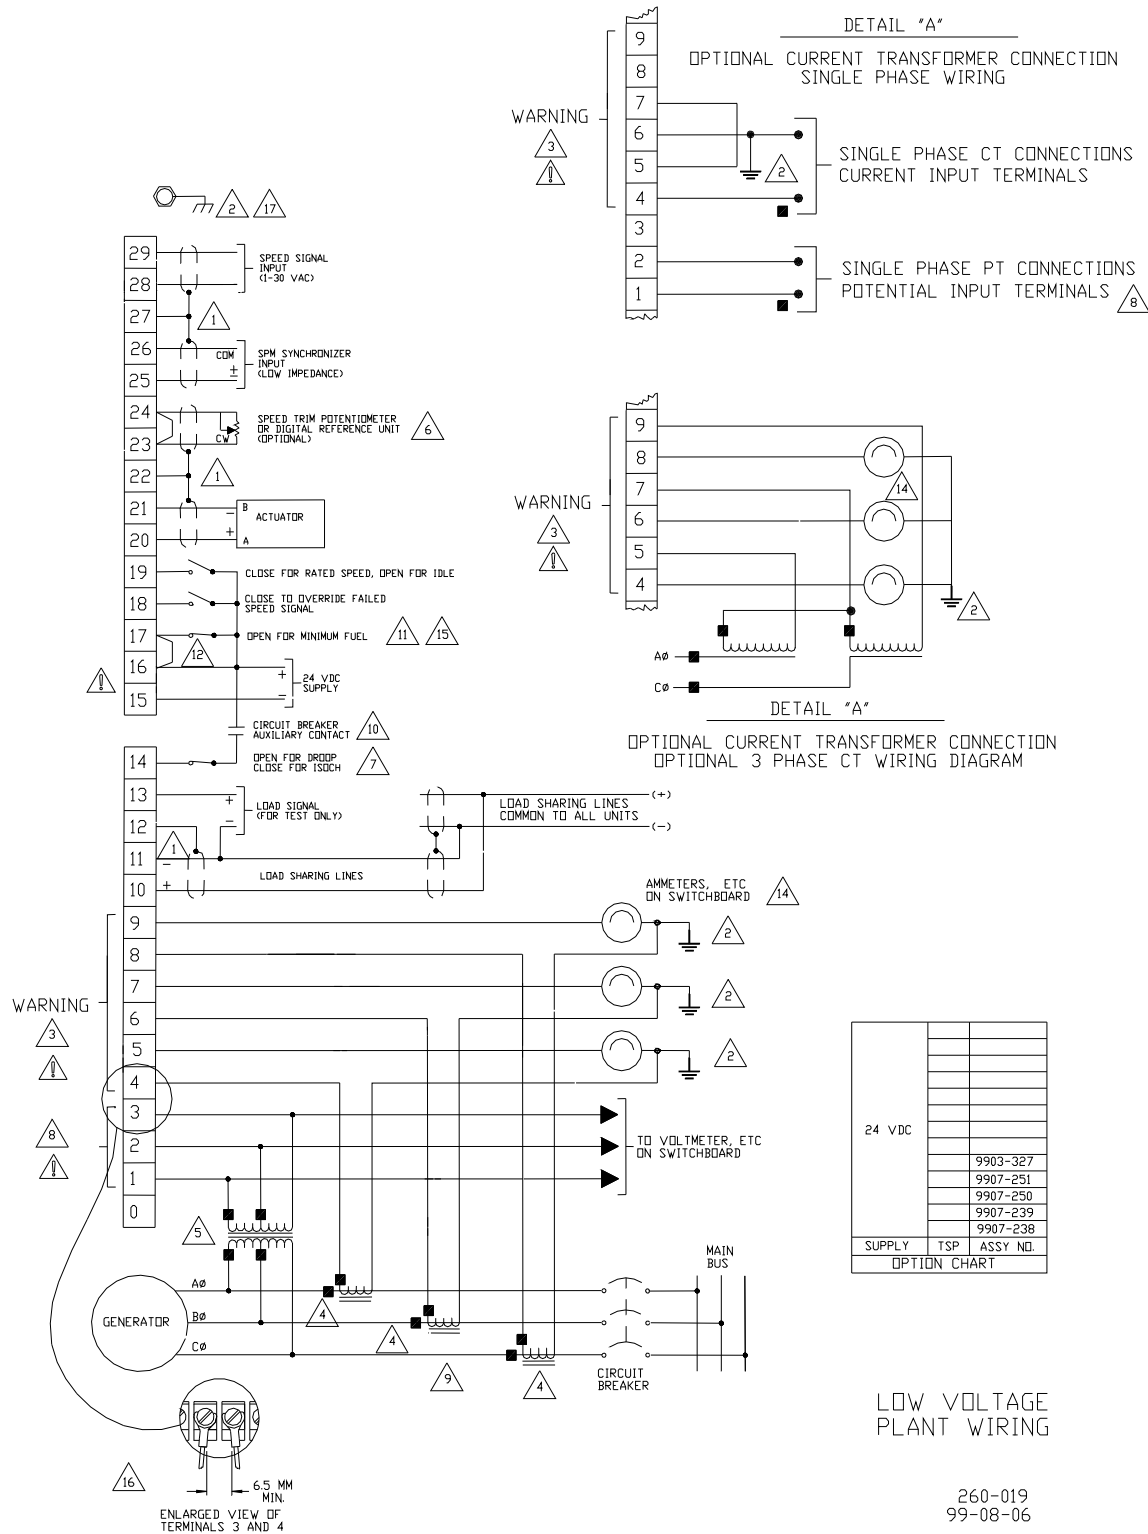 DETAIL "A"
OPTIONAL CURRENT TRANSFORMER CONNECTION
SINGLE PHASE WIRING
9
8
7
6
5
4
3
2
1
WARNING
3
!
2
SINGLE PHASE CT CONNECTIONS
CURRENT INPUT TERMINALS
SINGLE PHASE PT CONNECTIONS
POTENTIAL INPUT TERMINALS
8
2
17
29
28
27
26
25
24
23
22
21
20
19
18
17
16
15
SPEED SIGNAL
INPUT
(1-30 VAC)
1
COM
±
SPM SYNCHRONIZER
INPUT
(LOW IMPEDANCE)
CW
SPEED TRIM POTENTIOMETER
OR DIGITAL REFERENCE UNIT
(OPTIONAL)
6
1
− B
ACTUATOR
+ A
CLOSE FOR RATED SPEED, OPEN FOR IDLE
CLOSE TO OVERRIDE FAILED
SPEED SIGNAL
OPEN FOR MINIMUM FUEL
11
15
12
!
+
−
24 VDC
SUPPLY
CIRCUIT BREAKER
AUXILIARY CONTACT
10
9
8
7
6
5
4
WARNING
3
!
14
2
AØ
CØ
DETAIL "A"
OPTIONAL CURRENT TRANSFORMER CONNECTION
OPTIONAL 3 PHASE CT WIRING DIAGRAM
14
13
12
11
10
9
8
7
6
5
4
3
2
1
0
OPEN FOR DROOP
CLOSE FOR ISOCH
7
+
−
LOAD SIGNAL
(FOR TEST ONLY)
1
−
+
LOAD SHARING LINES
LOAD SHARING LINES
COMMON TO ALL UNITS
(+)
(−)
AMMETERS, ETC
ON SWITCHBOARD
14
2
2
2
WARNING
3
!
8
!
TO VOLTMETER, ETC
ON SWITCHBOARD
5
GENERATOR
AØ
BØ
CØ
4
4
9
4
CIRCUIT
BREAKER
MAIN
BUS
24 VDC
9903-327
9907-251
9907-250
9907-239
9907-238
SUPPLY TSP ASSY NO.
OPTION CHART
16
6.5 MM
MIN.
ENLARGED VIEW OF
TERMINALS 3 AND 4
LOW VOLTAGE
PLANT WIRING
260-019
99-08-06